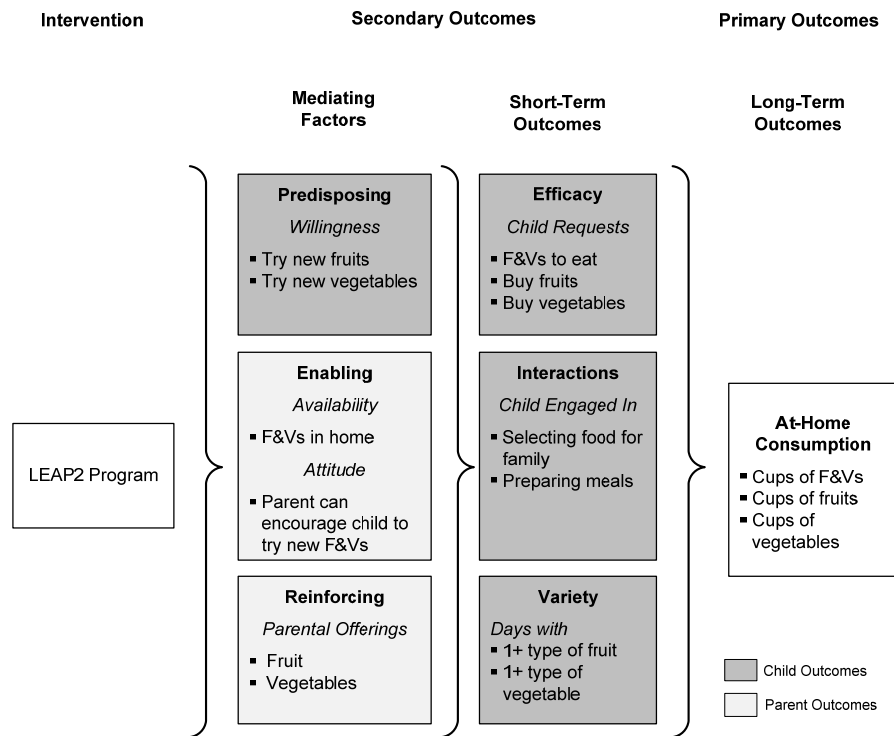 Intervention
Secondary Outcomes
Primary Outcomes
Mediating
Factors
Short-Term
Outcomes
Long-Term
Outcomes
LEAP2 Program
Predisposing
Willingness
▪ Try new fruits
▪ Try new vegetables
Enabling
Availability
▪ F&Vs in home
Attitude
▪ Parent can
encourage child to
try new F&Vs
Reinforcing
Parental Offerings
▪ Fruit
▪ Vegetables
Efficacy
Child Requests
▪ F&Vs to eat
▪ Buy fruits
▪ Buy vegetables
Interactions
Child Engaged In
▪ Selecting food for
family
▪ Preparing meals
Variety
Days with
▪ 1+ type of fruit
▪ 1+ type of
vegetable
At-Home
Consumption
▪ Cups of F&Vs
▪ Cups of fruits
▪ Cups of
vegetables
Child Outcomes
Parent Outcomes